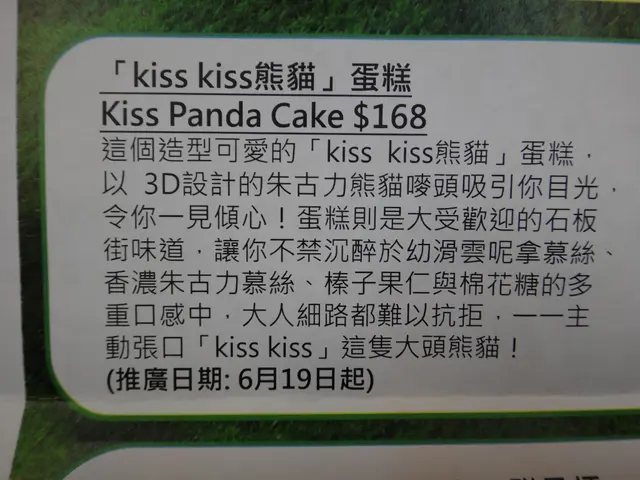 「kiss kiss熊貓」蛋糕
Kiss Panda Cake $168
這個造型可愛的「kiss kiss熊貓」蛋糕，
以 3D設計的朱古力熊貓嘜頭吸引你目光，
令你一見傾心！蛋糕則是大受歡迎的石板
街味道，讓你不禁沉醉於幼滑雲呢拿慕絲、
香濃朱古力慕絲、榛子果仁與棉花糖的多
重口感中，大人細路都難以抗拒，一一主
動張口「kiss kiss」這隻大頭熊貓！
(推廣日期: 6月19日起)